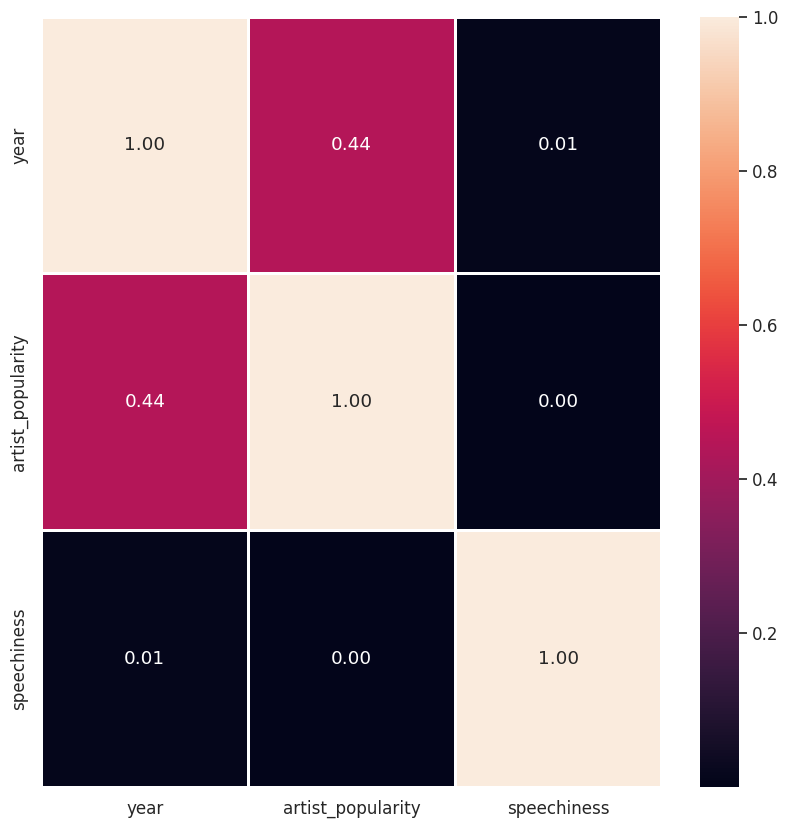 year
1.00 0.44 0.01
artist_popularity
0.44 1.00 0.00
speechiness
0.01 0.00 1.00
year artist_popularity speechiness
1.0
0.8
0.6
0.4
0.2